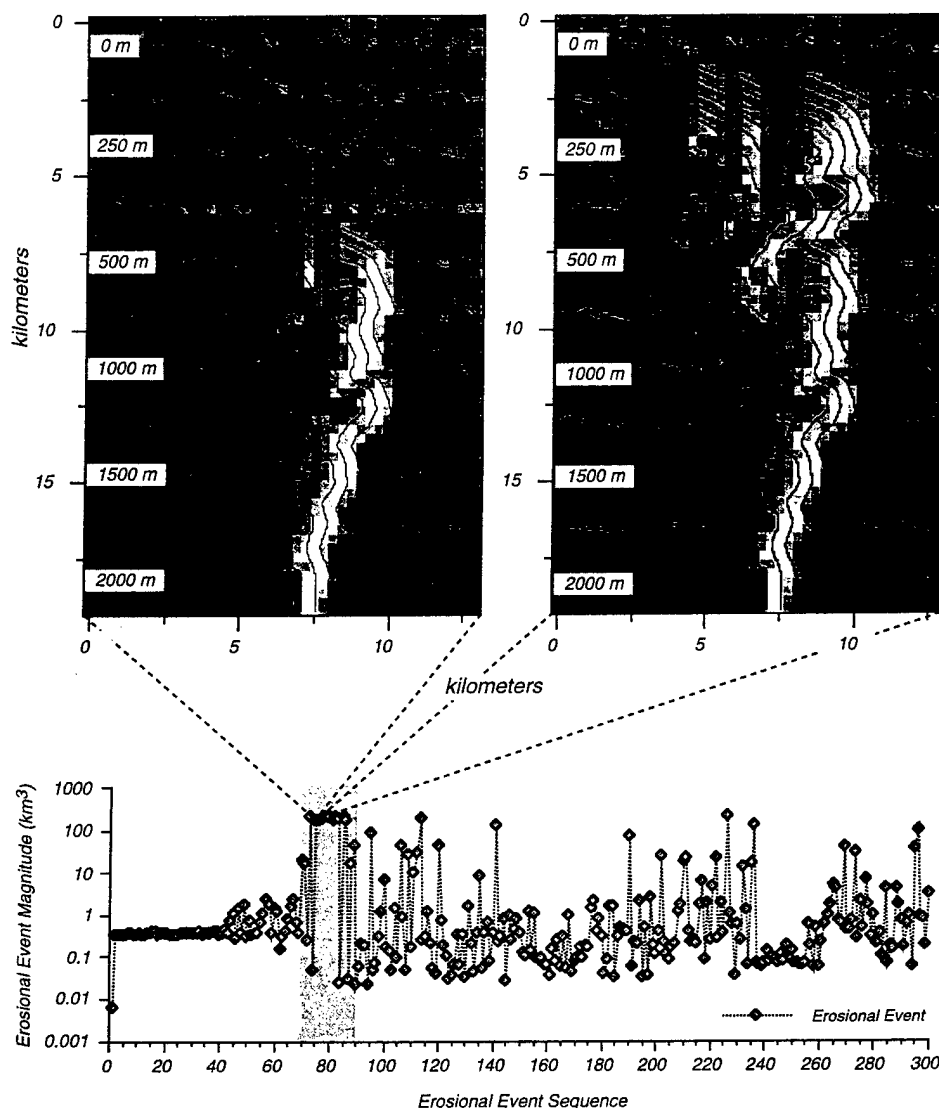 0
5
10
15
kilometers
0 m
250 m
500 m
1000 m
1500 m
2000 m
0
5
10
0
5
10
15
0 m
250 m
500 m
1000 m
1500 m
2000 m
0
5
10
kilometers
Erosional Event Magnitude (km³)
1000
100
10
1
0.1
0.01
0.001
Erosional Event
0 20 40 60 80 100 120 140 160 180 200 220 240 260 280 300
Erosional Event Sequence